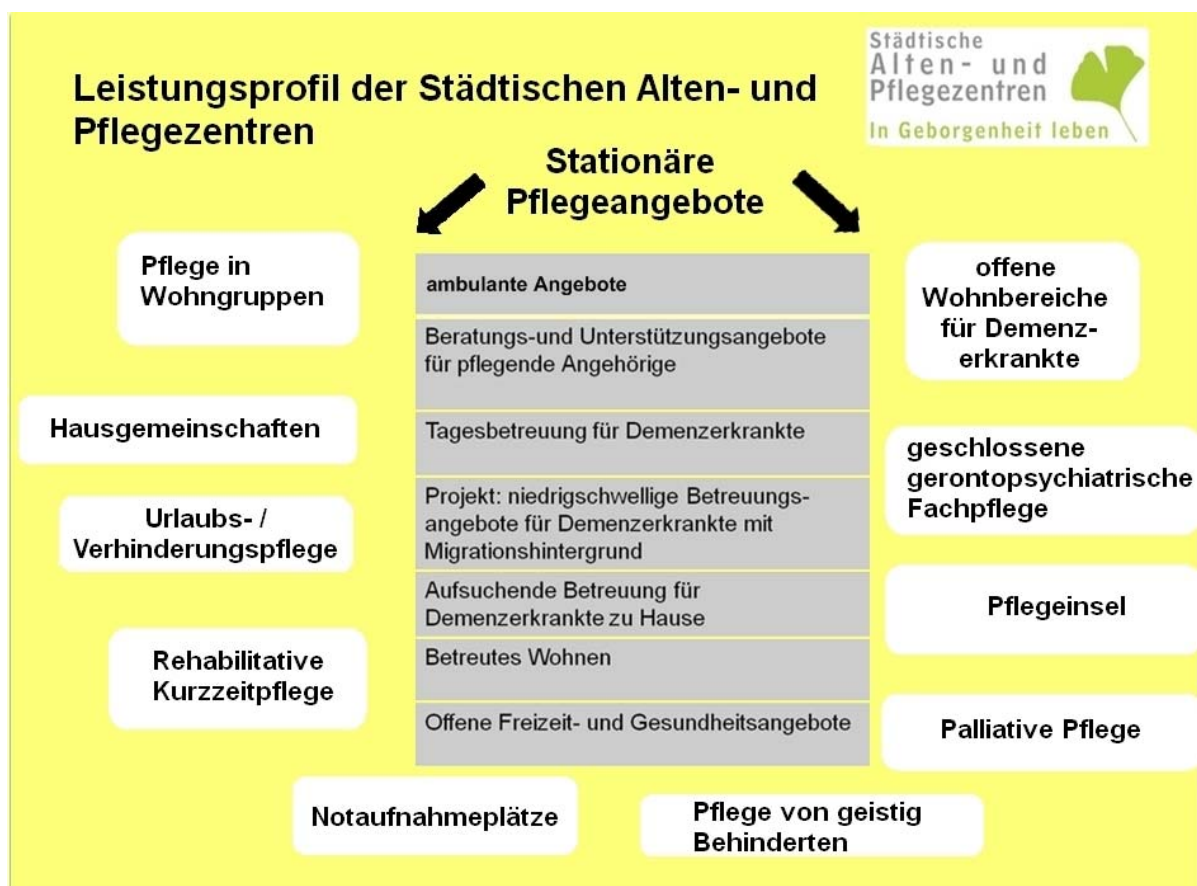 Städtische
Alten- und
Pflegezentren
In Geborgenheit leben
Leistungsprofil der Städtischen Alten- und
Pflegezentren
Stationäre
Pflegeangebote
Pflege in
Wohngruppen
Hausgemeinschaften
Urlaubs- /
Verhinderungspflege
Rehabilitative
Kurzzeitpflege
ambulante Angebote
Beratungs-und Unterstützungsangebote
für pflegende Angehörige
Tagesbetreuung für Demenzerkrankte
Projekt: niedrigschwellige Betreuungs-
angebote für Demenzerkrankte mit
Migrationshintergrund
Aufsuchende Betreuung für
Demenzerkrankte zu Hause
Betreutes Wohnen
Offene Freizeit- und Gesundheitsangebote
offene
Wohnbereiche
für Demenz-
erkrankte
geschlossene
gerontopsychiatrische
Fachpflege
Pflegeinsel
Palliative Pflege
Notaufnahmeplätze
Pflege von geistig
Behinderten